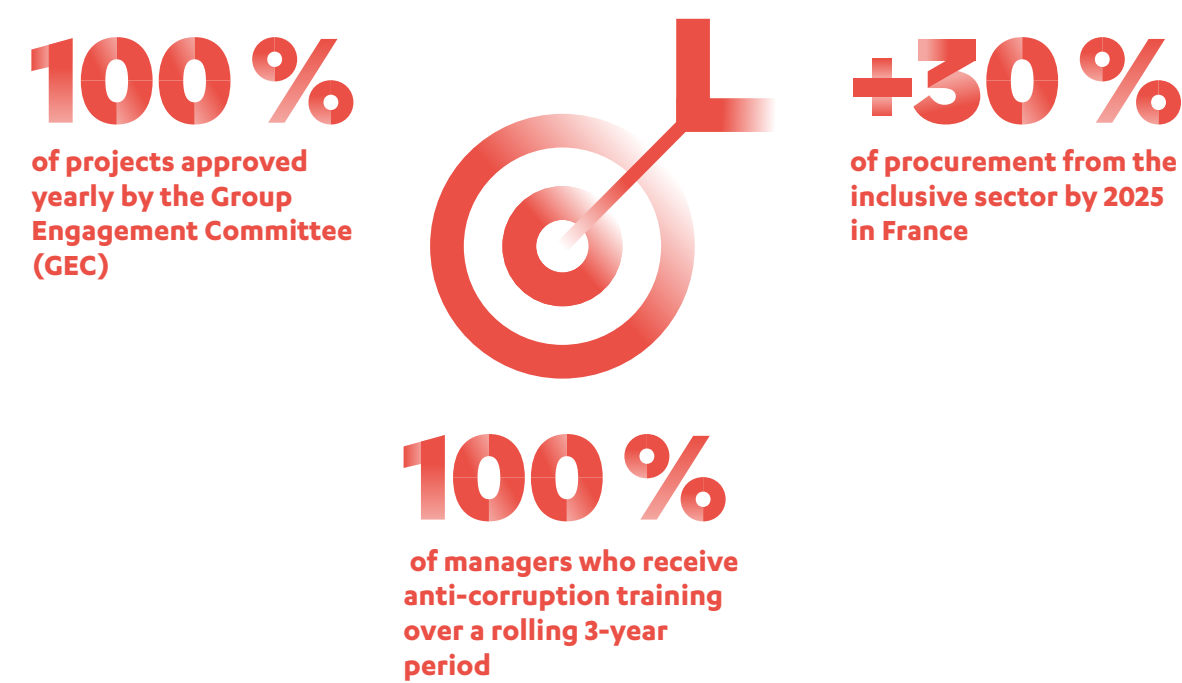 100 %
of projects approved
yearly by the Group
Engagement Committee
(GEC)
+30 %
of procurement from the
inclusive sector by 2025
in France
100 %
of managers who receive
anti-corruption training
over a rolling 3-year
period